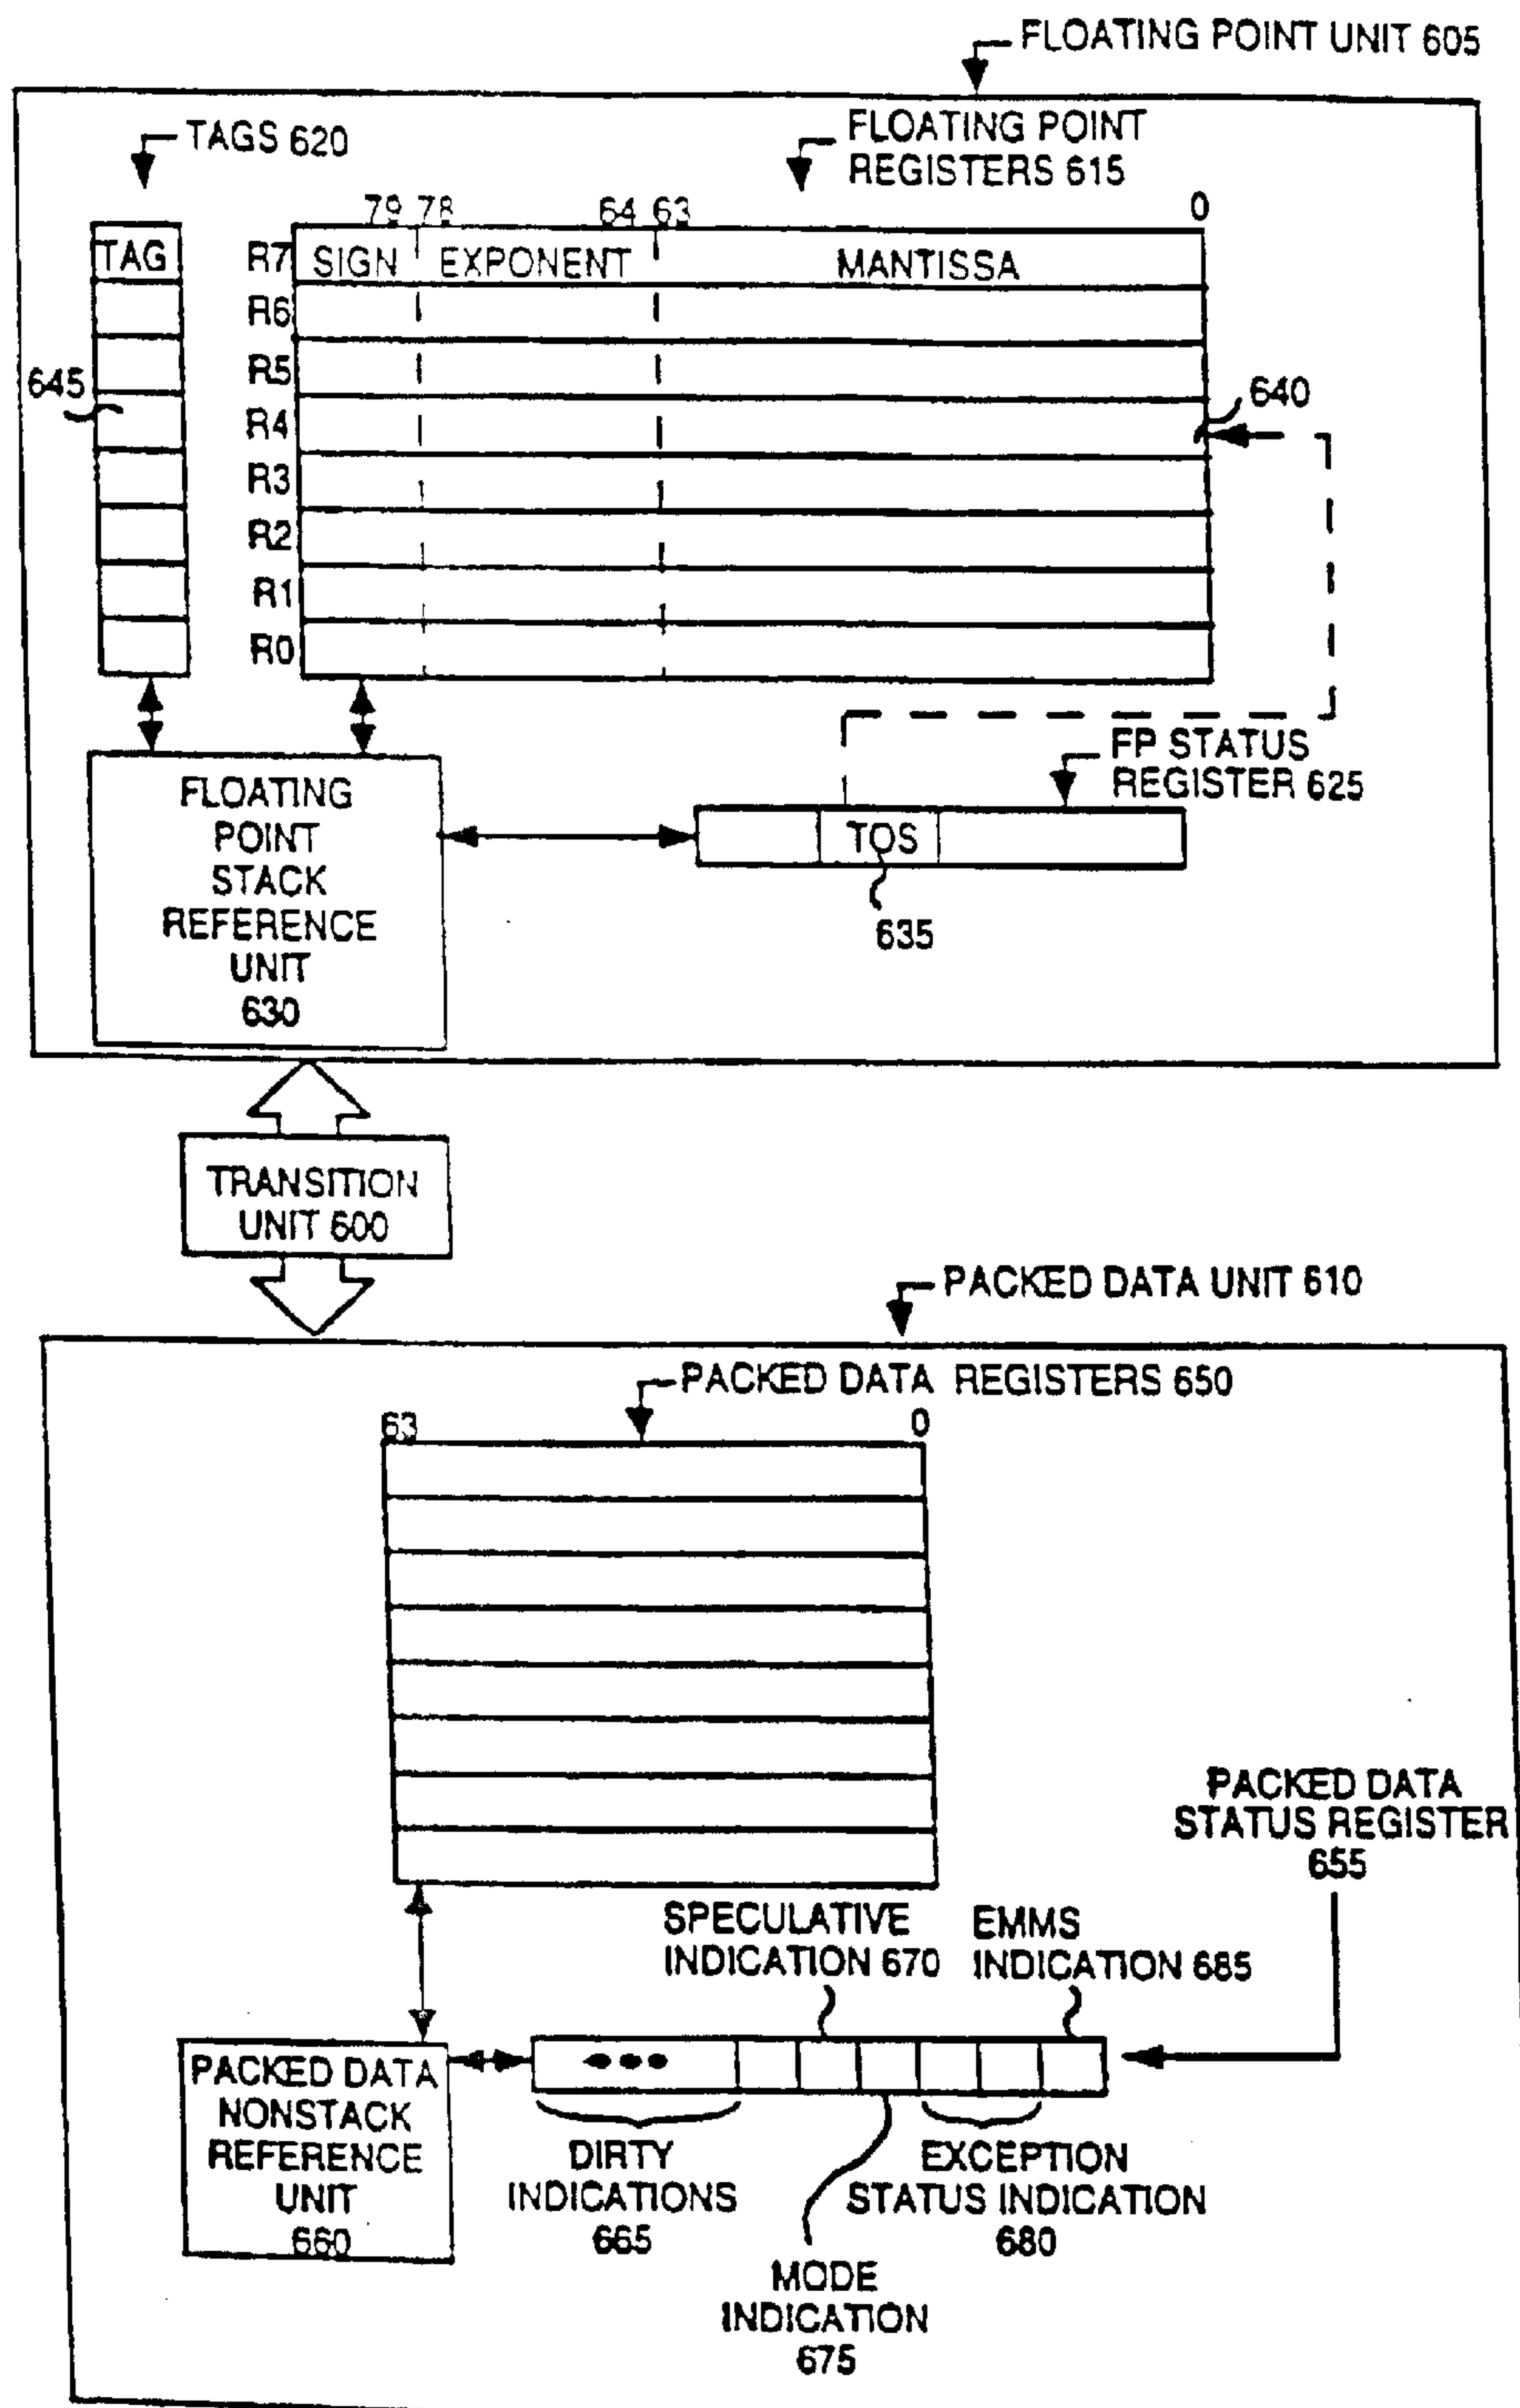 FLOATING POINT UNIT 605
TAGS 620
FLOATING POINT
REGISTERS 615
79 78 64 63 0
TAG
R7 SIGN EXPONENT MANTISSA
R6
R5
645
R4
640
R3
R2
R1
R0
FP STATUS
REGISTER 625
TOS
635
FLOATING
POINT
STACK
REFERENCE
UNIT
630
TRANSITION
UNIT 600
PACKED DATA UNIT 610
PACKED DATA REGISTERS 650
63 0
PACKED DATA
STATUS REGISTER
655
SPECULATIVE
INDICATION 670
EMMS
INDICATION 685
PACKED DATA
NONSTACK
REFERENCE
UNIT
660
DIRTY
INDICATIONS
665
EXCEPTION
STATUS INDICATION
680
MODE
INDICATION
675